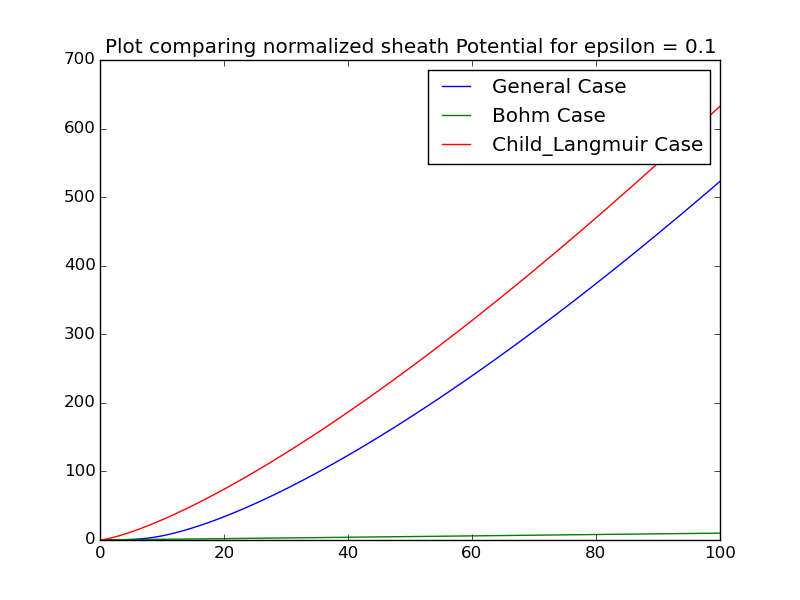 Plot comparing normalized sheath Potential for epsilon = 0.1
700
600
500
400
300
200
100
0
General Case
Bohm Case
Child_Langmuir Case
0 20 40 60 80 100